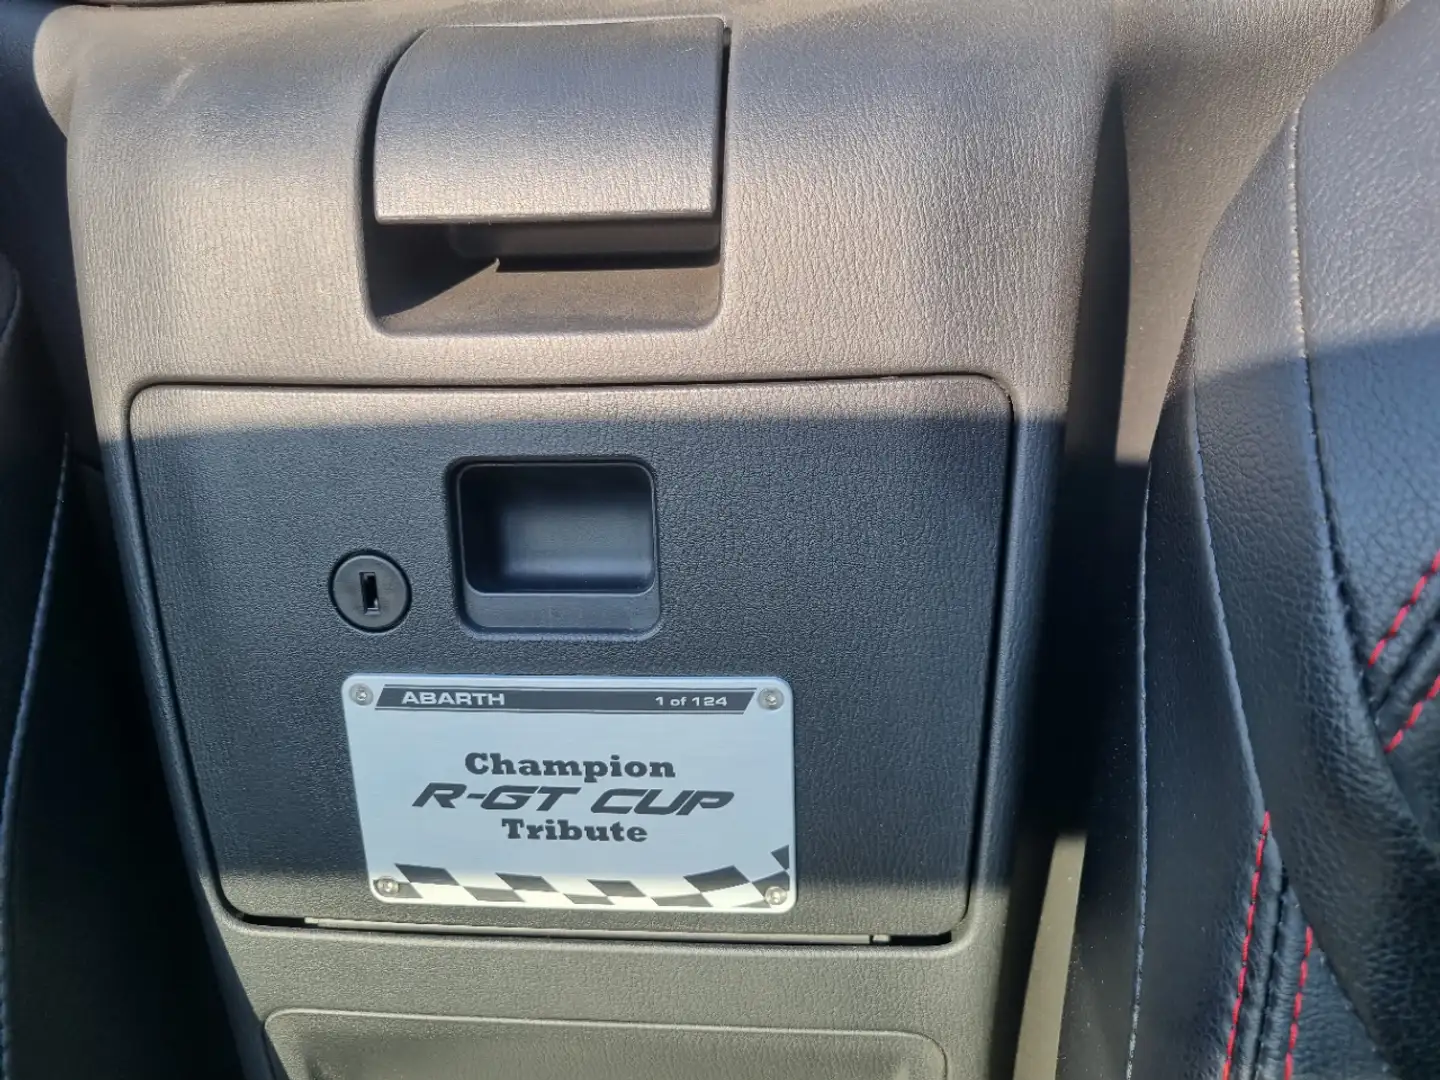 ABARTH 1 of 124
Champion
R-GT CUP
Tribute